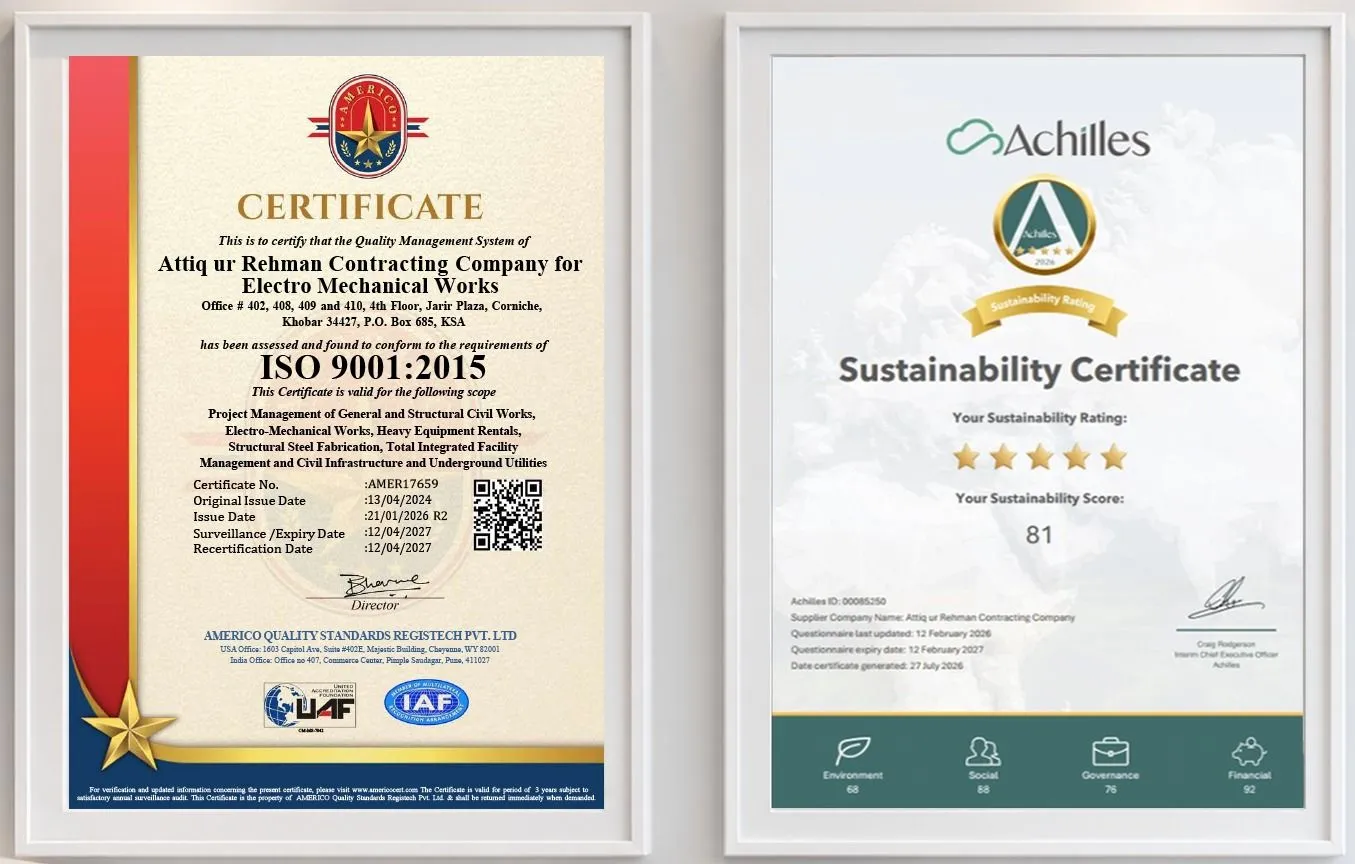 AMERICO
CERTIFICATE
This is to certify that the Quality Management System of
Attiq ur Rehman Contracting Company for
Electro Mechanical Works
Office # 402, 408, 409 and 410, 4th Floor, Jarir Plaza, Corniche,
Khobar 34427, P.O. Box 685, KSA
has been assessed and found to conform to the requirements of
ISO 9001:2015
This Certificate is valid for the following scope
Project Management of General and Structural Civil Works,
Electro-Mechanical Works, Heavy Equipment Rentals,
Structural Steel Fabrication, Total Integrated Facility
Management and Civil Infrastructure and Underground Utilities
Certificate No. :AMER17659
Original Issue Date :13/04/2024
Issue Date :21/01/2026 R2
Surveillance /Expiry Date :12/04/2027
Recertification Date :12/04/2027
Director
AMERICO QUALITY STANDARDS REGISTECH PVT. LTD
USA Office: 1603 Capitol Ave, Suite #402E, Majestic Building, Cheyenne, WY 82001
India Office: Office no 407, Commerce Center, Pimple Saudagar, Pune, 411027
UNITED
ACCREDITATION
FOUNDATION
UAF
MEMBER OF MULTILATERAL
IAF
RECOGNITION ARRANGEMENT
For verification and updated information concerning the present certificate, please visit www.americocert.com The Certificate is valid for period of 3 years subject to
satisfactory annual surveillance audit. This Certificate is the property of AMERICO Quality Standards Registech Pvt. Ltd. & shall be returned immediately when demanded.
Achilles
Achilles
2026
Sustainability Rating
Sustainability Certificate
Your Sustainability Rating:
Your Sustainability Score:
81
Achilles ID: 00085250
Supplier Company Name: Attiq ur Rehman Contracting Company
Questionnaire last updated: 12 February 2026
Questionnaire expiry date: 12 February 2027
Date certificate generated: 27 July 2026
Craig Rodgerson
Interim Chief Executive Officer
Achilles
Environment
68
Social
88
Governance
76
Financial
92